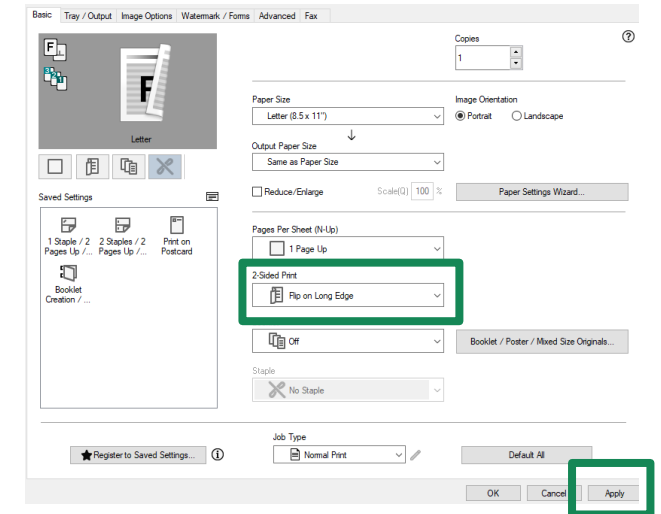 Basic Tray / Output Image Options Watermark / Forms Advanced Fax
F
1
2
3
F
Letter
Copies
1
Paper Size
Letter (8.5 x 11")
Image Orientation
Portrait Landscape
Output Paper Size
Same as Paper Size
Reduce/Enlarge Scale(Q) 100 %
Paper Settings Wizard...
Saved Settings
1 Staple / 2
Pages Up /...
2 Staples / 2
Pages Up /...
Print on
Postcard
Booklet
Creation / ...
Pages Per Sheet (N-Up)
1 Page Up
2-Sided Print
Flip on Long Edge
Off
Booklet / Poster / Mixed Size Originals...
Staple
No Staple
Register to Saved Settings...
Job Type
Normal Print
Default All
OK Cancel Apply